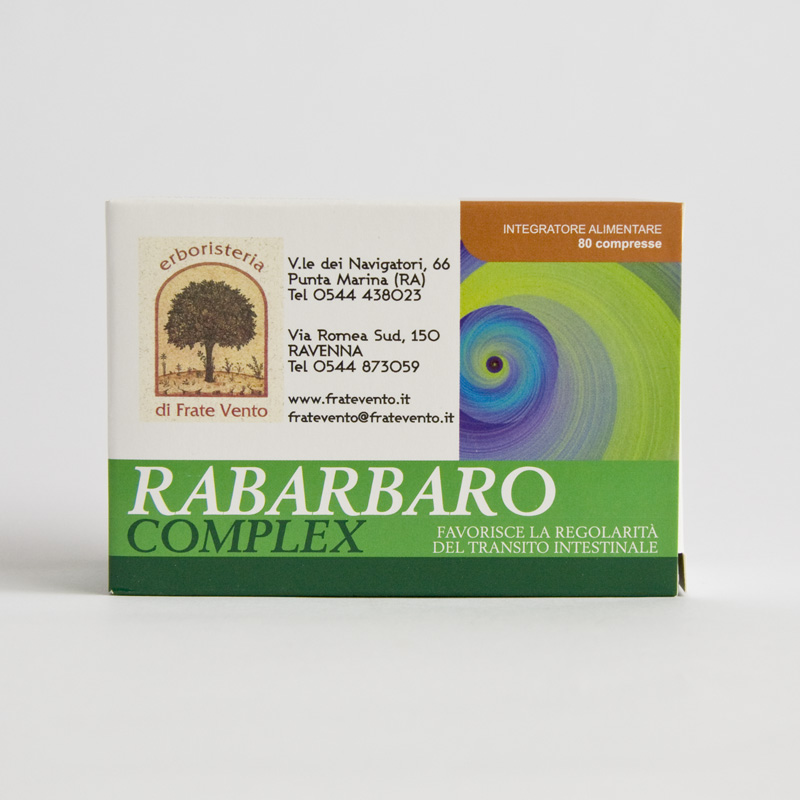 erboristeria
di Frate Vento
V.le dei Navigatori, 66
Punta Marina (RA)
Tel 0544 438023
Via Romea Sud, 150
RAVENNA
Tel 0544 873059
www.fratevento.it
fratevento@fratevento.it
INTEGRATORE ALIMENTARE
80 compresse
RABARBARO
COMPLEX
FAVORISCE LA REGOLARITÀ
DEL TRANSITO INTESTINALE